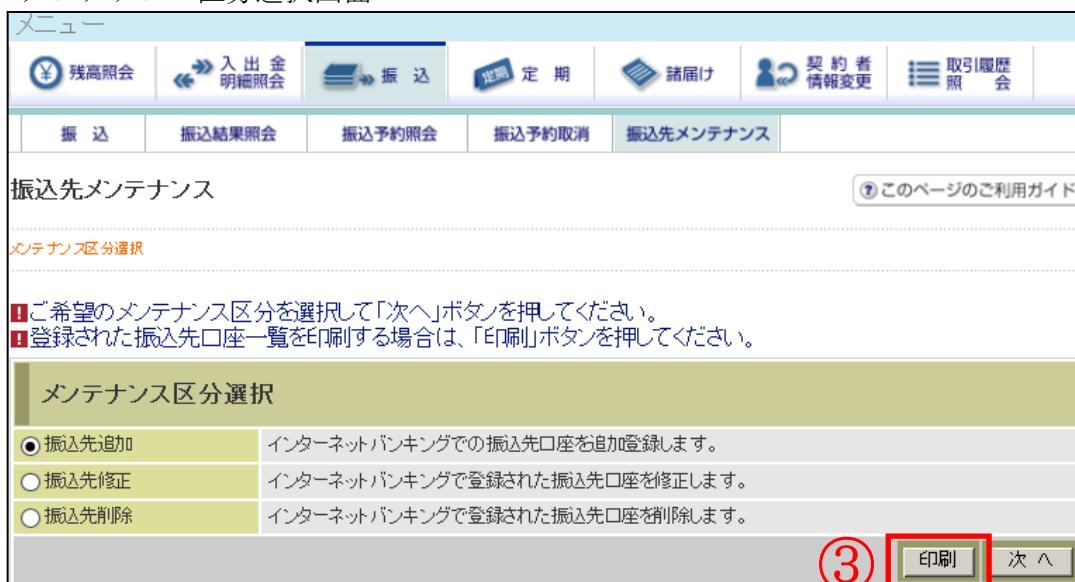 メニュー
残高照会
入出金明細照会
振込
定期
諸届け
契約者情報変更
取引履歴照会
振込
振込結果照会
振込予約照会
振込予約取消
振込先メンテナンス
振込先メンテナンス
このページのご利用ガイド
メンテナンス区分選択
ご希望のメンテナンス区分を選択して「次へ」ボタンを押してください。
登録された振込先口座一覧を印刷する場合は、「印刷」ボタンを押してください。
メンテナンス区分選択
振込先追加 インターネットバンキングでの振込先口座を追加登録します。
振込先修正 インターネットバンキングで登録された振込先口座を修正します。
振込先削除 インターネットバンキングで登録された振込先口座を削除します。
③ 印刷 次へ